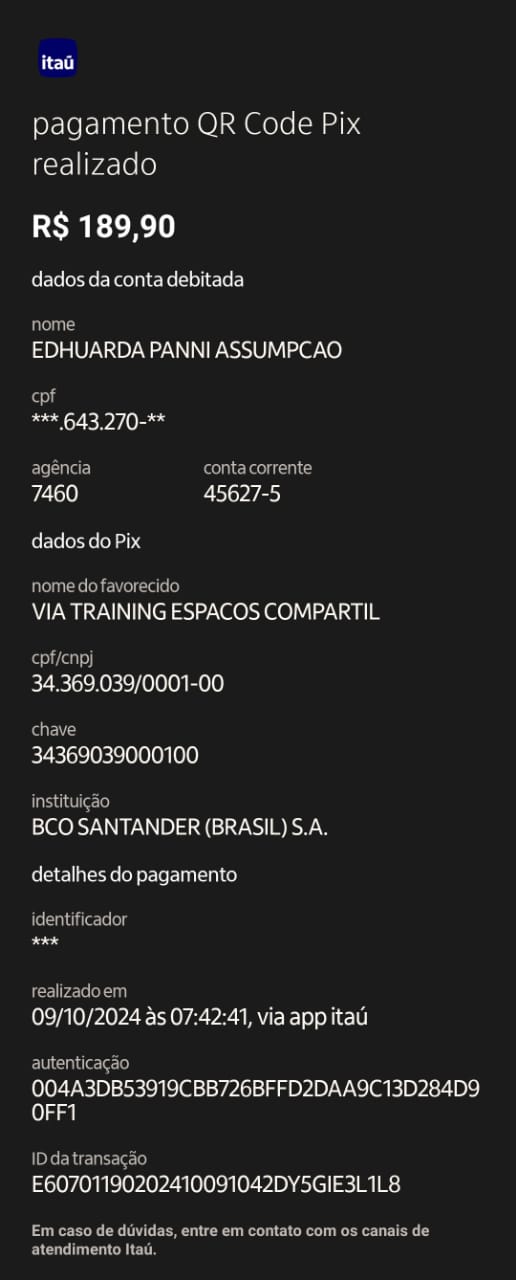 itaú
pagamento QR Code Pix
realizado
R$ 189,90
dados da conta debitada
nome
EDHUARDA PANNI ASSUMPCAO
cpf
***.643.270-**
agência conta corrente
7460 45627-5
dados do Pix
nome do favorecido
VIA TRAINING ESPACOS COMPARTIL
cpf/cnpj
34.369.039/0001-00
chave
34369039000100
instituição
BCO SANTANDER (BRASIL) S.A.
detalhes do pagamento
identificador
***
realizado em
09/10/2024 às 07:42:41, via app itaú
autenticação
004A3DB53919CBB726BFFD2DAA9C13D284D9
0FF1
ID da transação
E60701190202410091042DY5GIE3L1L8
Em caso de dúvidas, entre em contato com os canais de
atendimento Itaú.